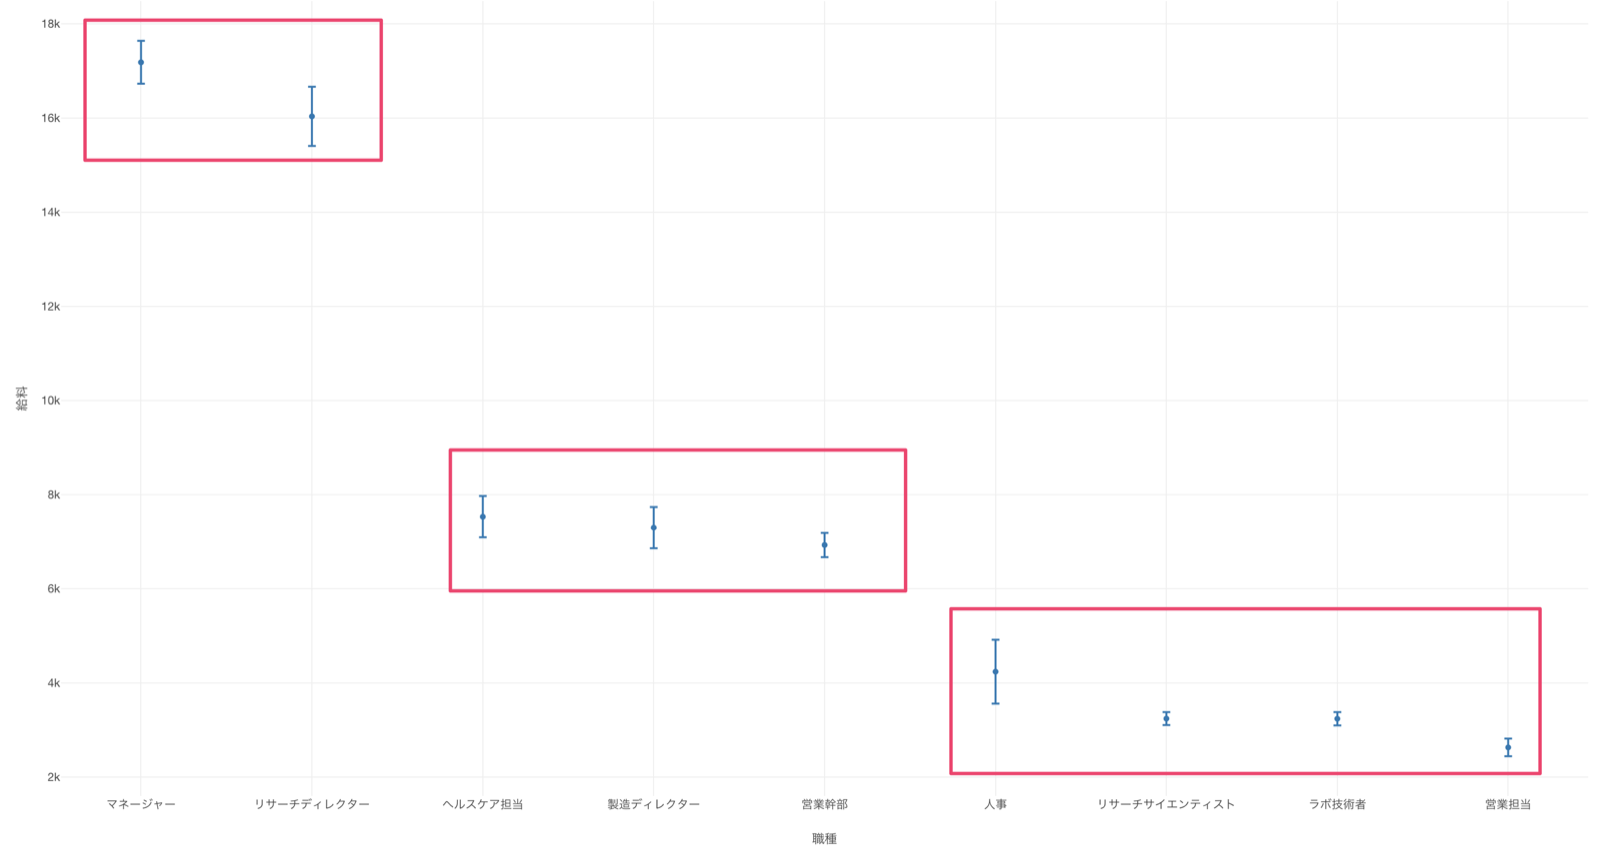 18k
16k
14k
12k
10k
8k
6k
4k
2k
給料
マネージャー
リサーチディレクター
ヘルスケア担当
製造ディレクター
営業幹部
人事
リサーチサイエンティスト
ラボ技術者
営業担当
職種